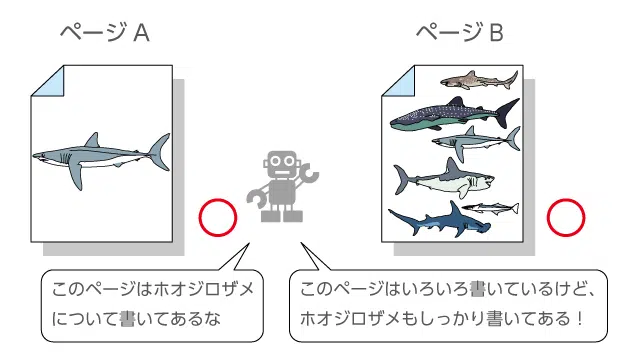 ページA
ページB
このページはホオジロザメ
について書いてあるな
このページはいろいろ書いているけど、
ホオジロザメもしっかり書いてある！